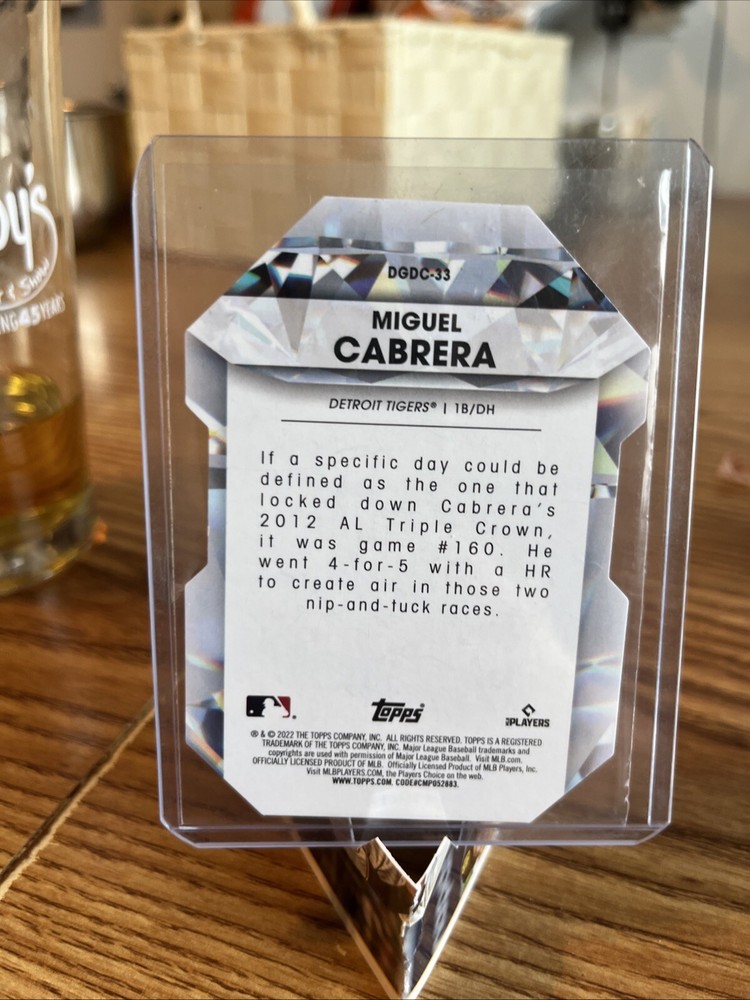 DGDC-33
MIGUEL
CABRERA
DETROIT TIGERS® | 1B/DH
If a specific day could be
defined as the one that
locked down Cabrera's
2012 AL Triple Crown,
it was game #160. He
went 4-for-5 with a HR
to create air in those two
nip-and-tuck races.
Topps®
MLB PLAYERS
® & © 2022 THE TOPPS COMPANY, INC. ALL RIGHTS RESERVED. TOPPS IS A REGISTERED
TRADEMARK OF THE TOPPS COMPANY, INC. Major League Baseball trademarks and
copyrights are used with permission of Major League Baseball. Visit MLB.com.
OFFICIALLY LICENSED PRODUCT OF MLB. Officially Licensed Product of MLB Players, Inc.
Visit MLBPLAYERS.COM, the Players Choice on the web.
WWW.TOPPS.COM. CODE#CMP052883.
y's
Show
45 YEARS